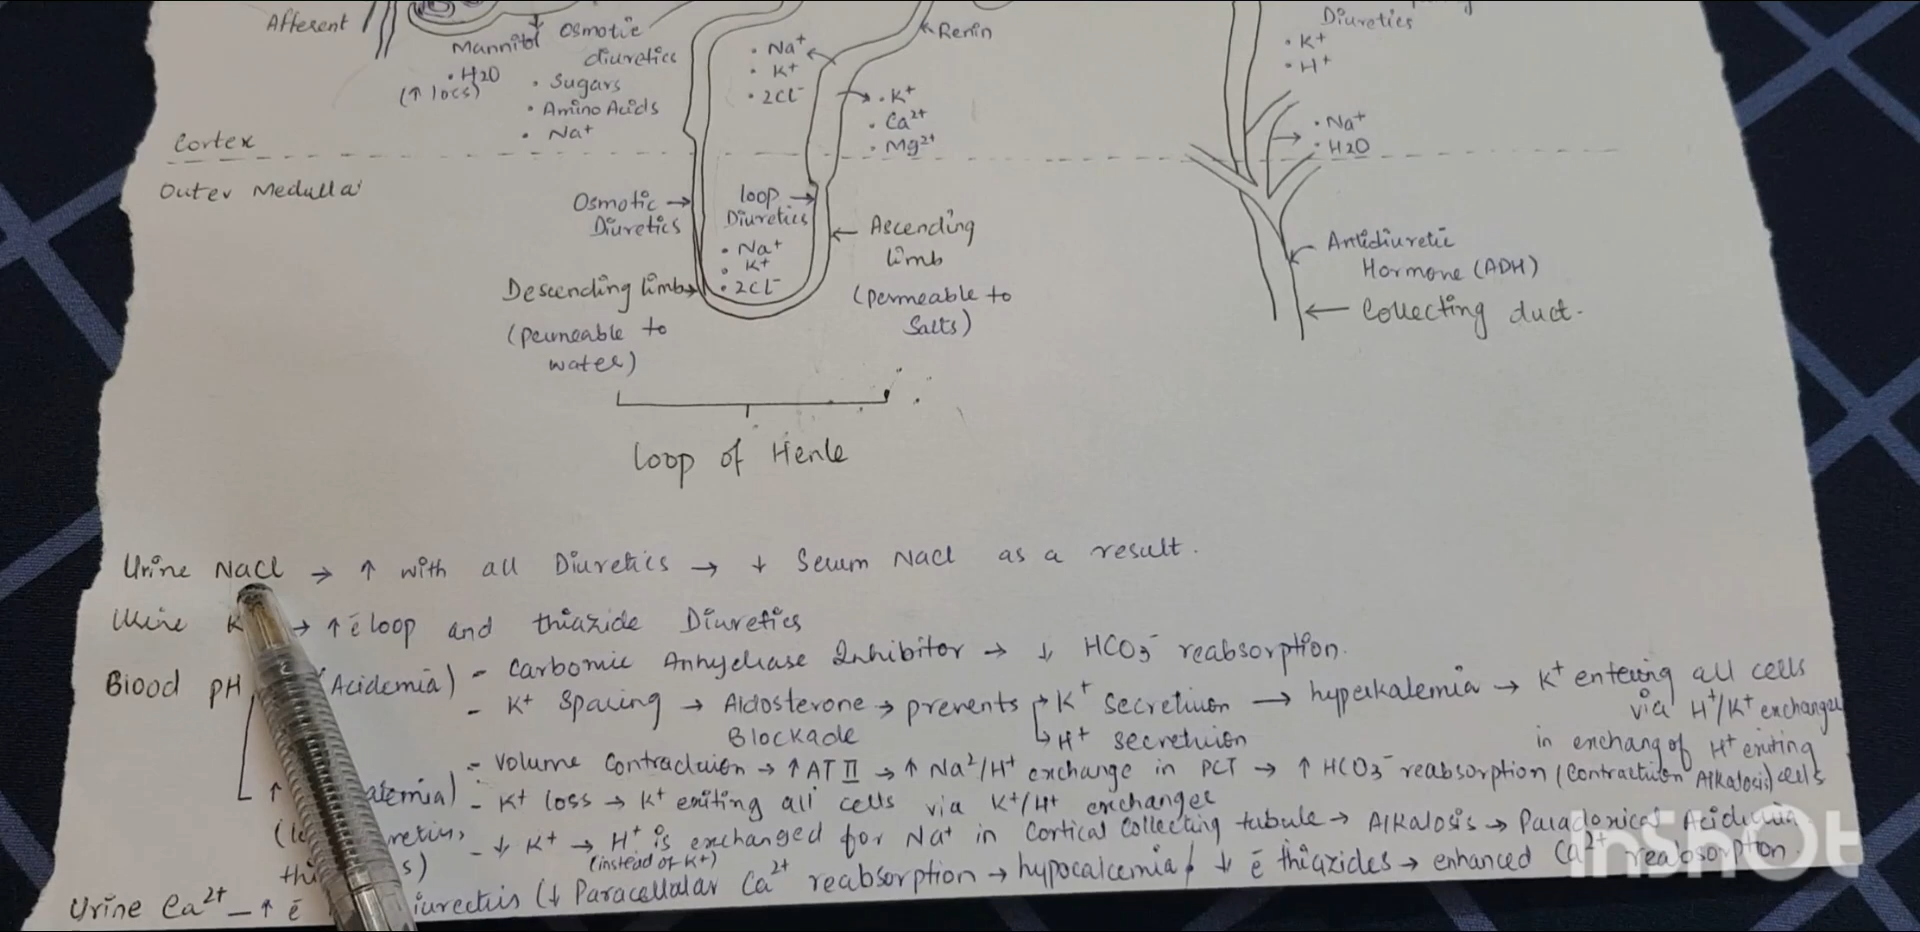 Afferent
Mannitol
Osmotic
diuretics
• H2O
(↑ locs)
• Sugars
• Amino Acids
• Na+
• Na+
• K+
• 2Cl-
Renin
• K+
• Ca2+
• Mg2+
Diuretics
• K+
• H+
• Na+
• H2O
Cortex
Outer Medulla
Osmotic
Diuretics
loop
Diuretics
• Na+
• K+
• 2Cl-
Ascending
limb
(permeable to
Salts)
Descending limb
(permeable to
water)
Antidiuretic
Hormone (ADH)
Collecting duct.
Loop of Henle
Urine NaCl → ↑ with all Diuretics → ↓ Serum NaCl as a result.
Urine K → ↑ ē loop and thiazide Diuretics
Blood pH (Acidemia) - Carbomic Anhydrase Inhibitor → ↓ HCO3- reabsorption.
- K+ Sparing → Aldosterone → prevents → K+ Secretion → hyperkalemia → K+ entering all cells
Blockade ↳ H+ secretion via H+/K+ exchanger
in exchang of H+ exiting
- Volume Contraction → ↑ AT II → ↑ Na2/H+ exchange in PCT → ↑ HCO3- reabsorption (Contraction Alkalosis) cells
↑ alemia) - K+ loss → K+ exiting all cells via K+/H+ exchanger
- ↓ K+ → H+ is exchanged for Na+ in Cortical Collecting tubule → Alkalosis → Paradoxical
(instead of K+)
Urine Ca2+ - ↑ ē (↓ Paracellular Ca2+ reabsorption → hypocalcemia ↓ ē thiazides → enhanced Ca2+ reabsorption.
InShOt